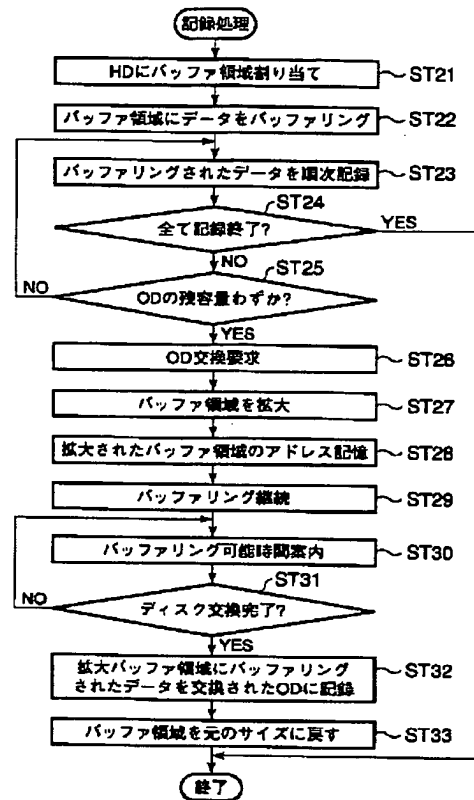 記録処理
HDにバッファ領域割り当て ST21
バッファ領域にデータをバッファリング ST22
バッファリングされたデータを順次記録 ST23
ST24
全て記録終了? YES
NO
ST25
NO ODの残容量わずか?
YES
OD交換要求 ST26
バッファ領域を拡大 ST27
拡大されたバッファ領域のアドレス記憶 ST28
バッファリング継続 ST29
バッファリング可能時間案内 ST30
ST31
NO ディスク交換完了?
YES
拡大バッファ領域にバッファリング
されたデータを交換されたODに記録 ST32
バッファ領域を元のサイズに戻す ST33
終了